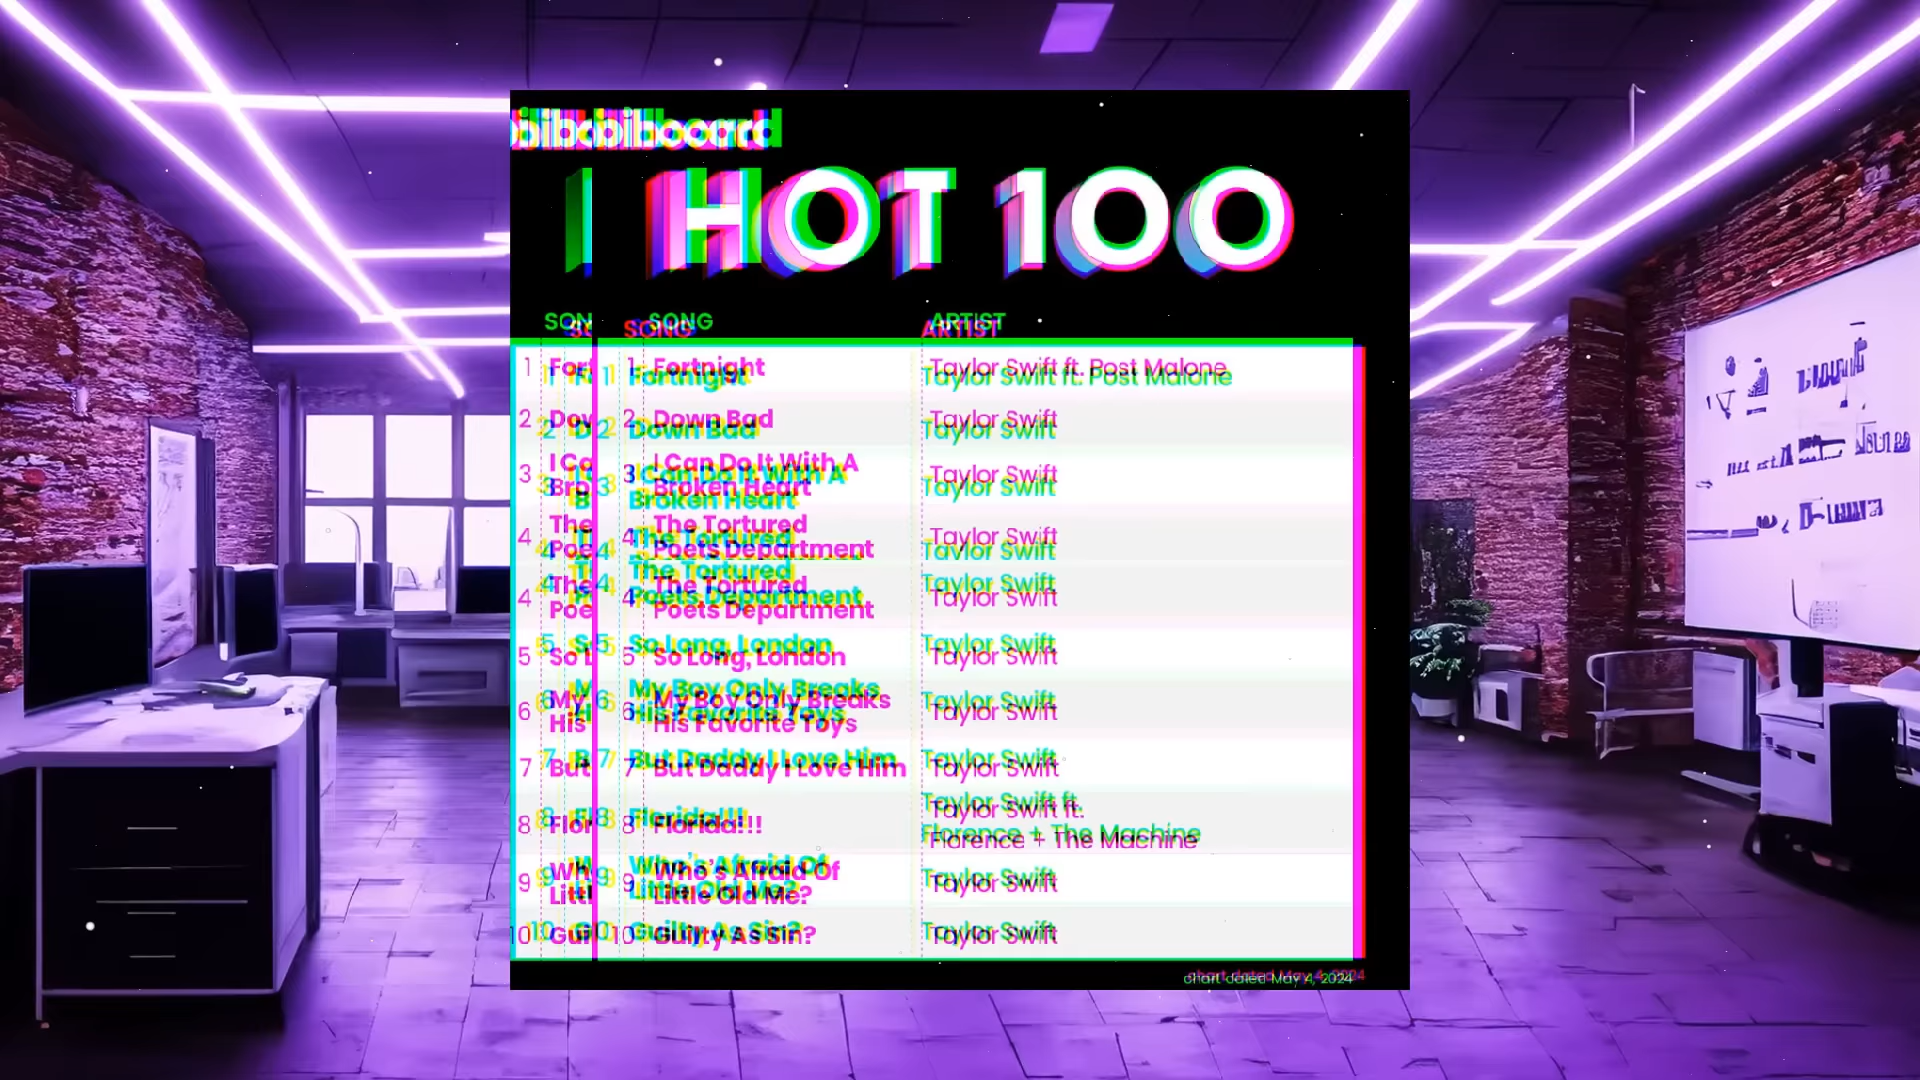 billboard
HOT 100
SONG ARTIST
1 Fortnight Taylor Swift ft. Post Malone
2 Down Bad Taylor Swift
3 I Can Do It With A
Broken Heart Taylor Swift
4 The Tortured
Poets Department Taylor Swift
4 The Tortured
Poets Department Taylor Swift
5 So Long, London Taylor Swift
6 My Boy Only Breaks
His Favorite Toys Taylor Swift
7 But Daddy I Love Him Taylor Swift
8 Florida!!! Taylor Swift ft.
Florence + The Machine
9 Who's Afraid Of
Little Old Me? Taylor Swift
10 Guilty As Sin? Taylor Swift
chart dated May 4, 2024